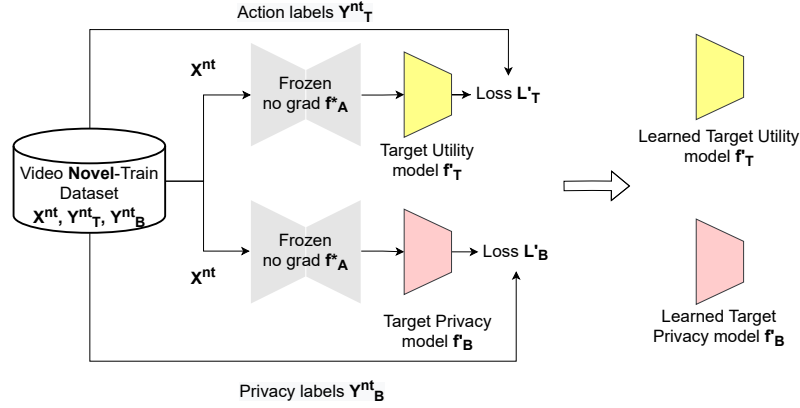 Action labels Y^nt_T
X^nt
Frozen
no grad f*_A
Loss L'_T
Target Utility
model f'_T
Video Novel-Train
Dataset
X^nt, Y^nt_T, Y^nt_B
Learned Target Utility
model f'_T
Frozen
no grad f*_A
Loss L'_B
X^nt
Target Privacy
model f'_B
Learned Target
Privacy model f'_B
Privacy labels Y^nt_B